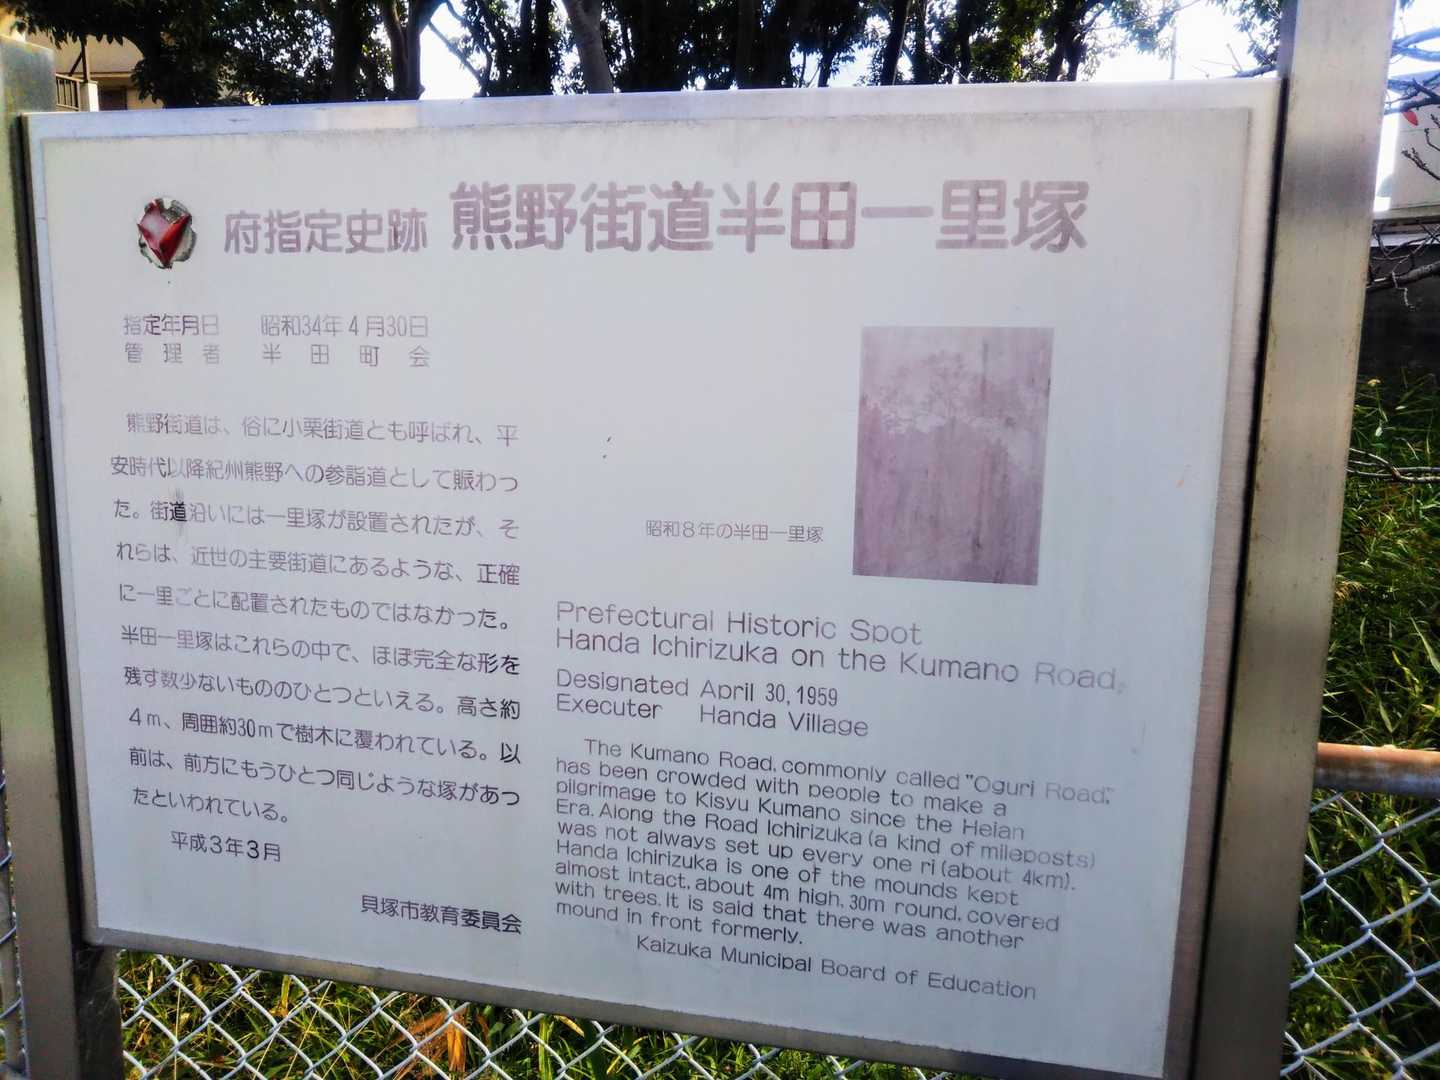 府指定史跡 熊野街道半田一里塚
指定年月日 昭和34年4月30日
管理者 半田町会
熊野街道は、俗に小栗街道とも呼ばれ、平
安時代以降紀州熊野への参詣道として賑わっ
た。街道沿いには一里塚が設置されたが、そ
れらは、近世の主要街道にあるような、正確
に一里ごとに配置されたものではなかった。
半田一里塚はこれらの中で、ほぼ完全な形を
残す数少ないもののひとつといえる。高さ約
4m、周囲約30mで樹木に覆われている。以
前は、前方にもうひとつ同じような塚があっ
たといわれている。
平成3年3月
貝塚市教育委員会
昭和8年の半田一里塚
Prefectural Historic Spot
Handa Ichirizuka on the Kumano Road.
Designated April 30, 1959
Executer Handa Village
The Kumano Road, commonly called "Oguri Road,"
has been crowded with people to make a
pilgrimage to Kisyu Kumano since the Heian
Era. Along the Road Ichirizuka (a kind of mileposts)
was not always set up every one ri (about 4km).
Handa Ichirizuka is one of the mounds kept
almost intact, about 4m high, 30m round, covered
with trees. It is said that there was another
mound in front formerly.
Kaizuka Municipal Board of Education